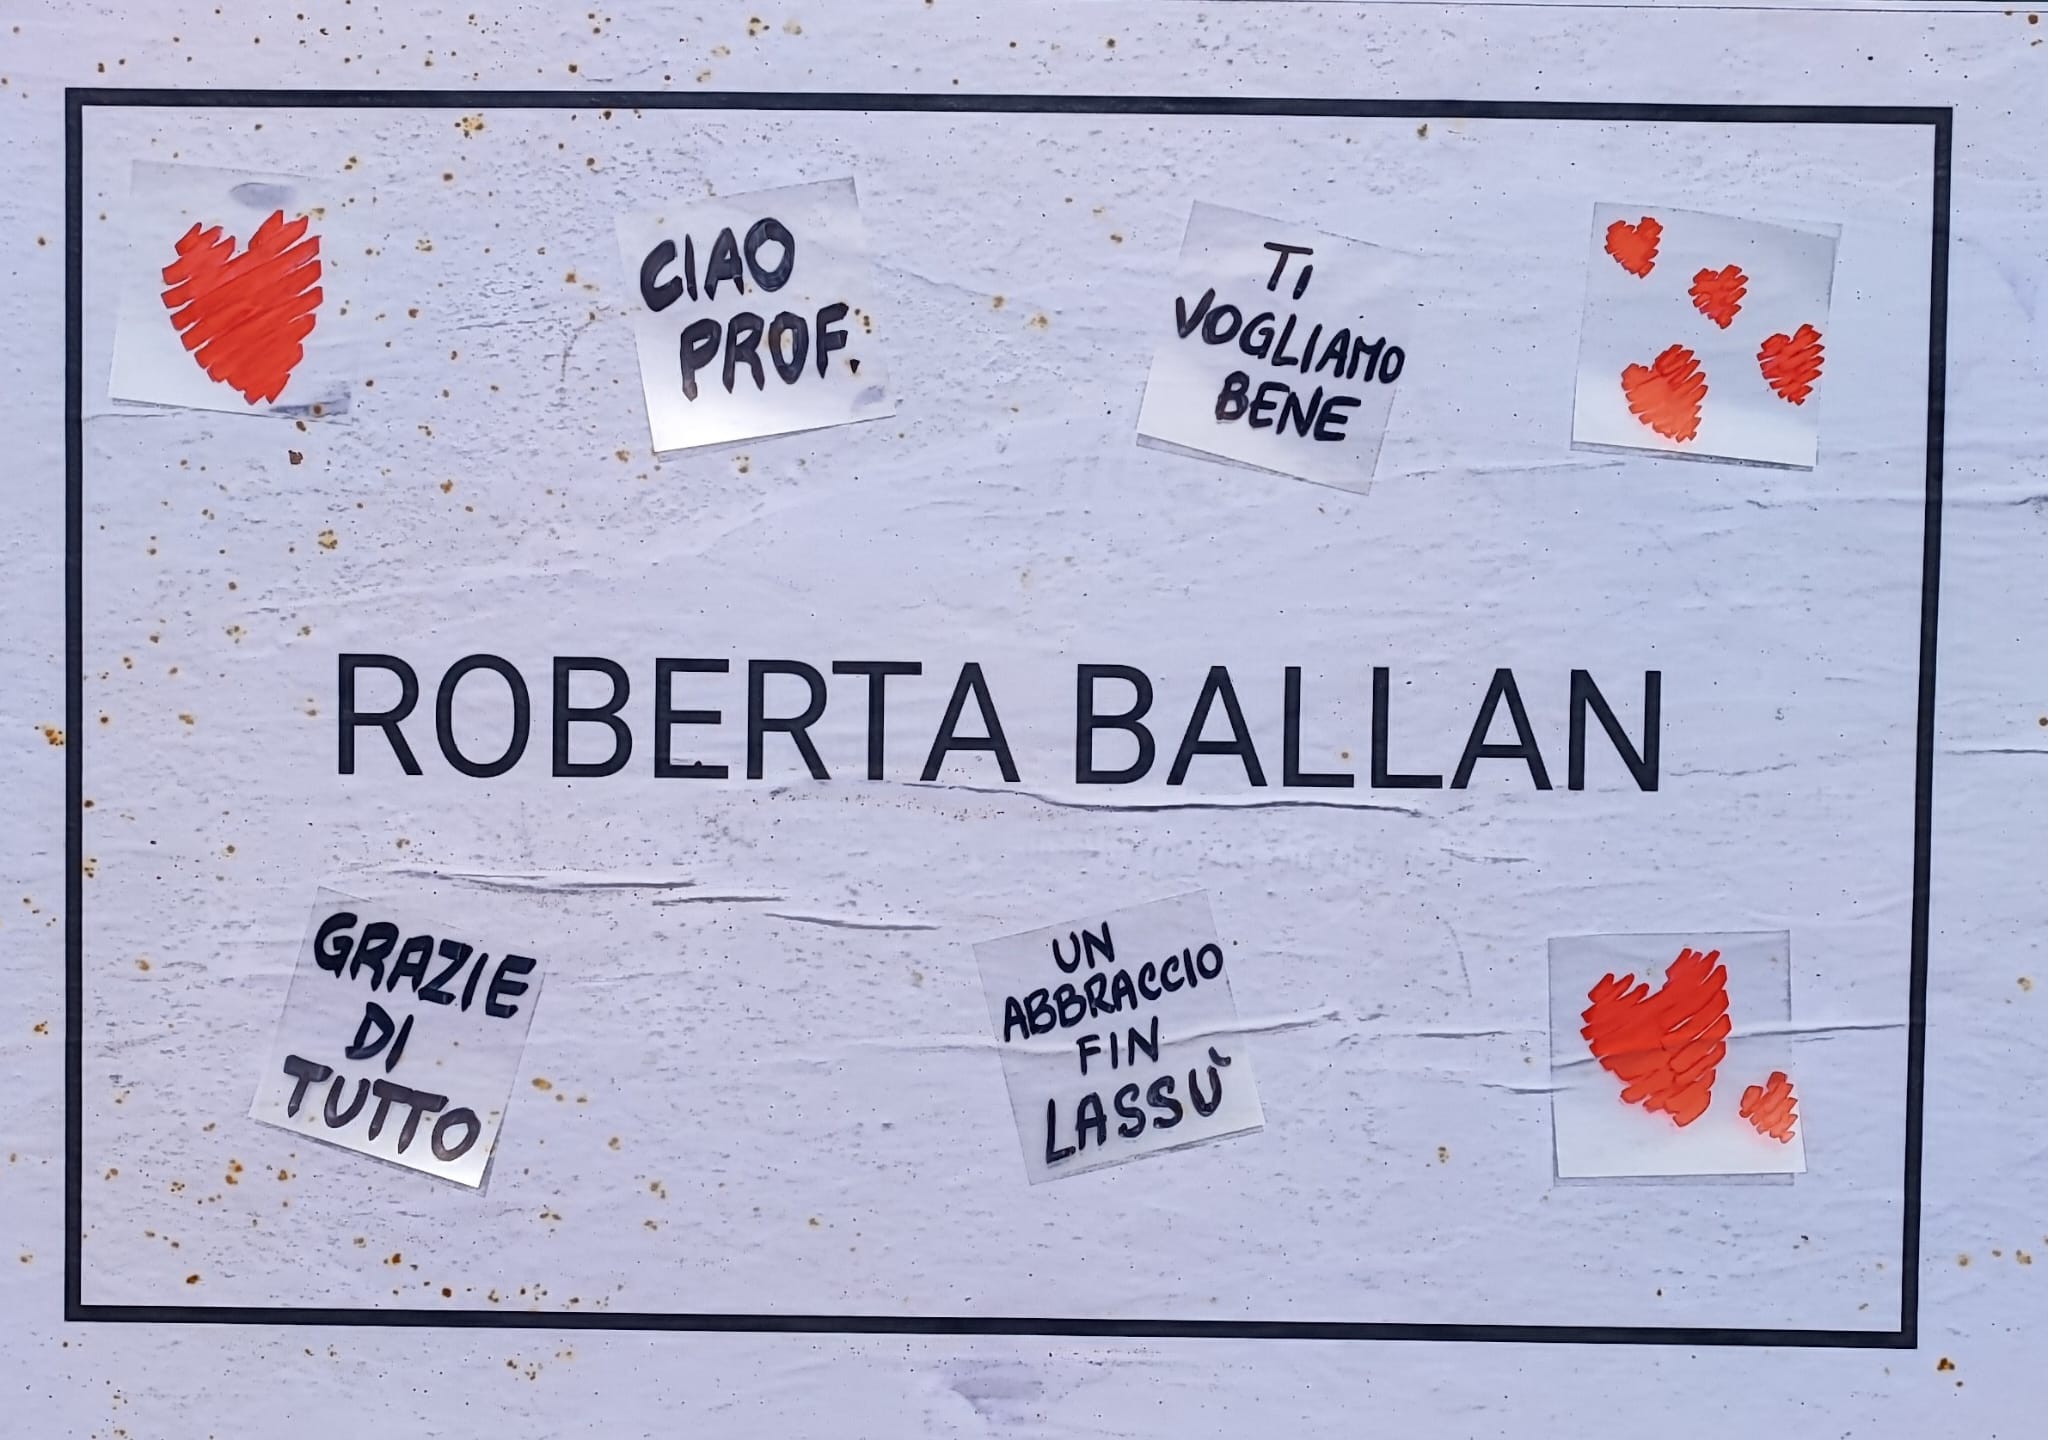 CIAO
PROF.
TI
VOGLIAMO
BENE
ROBERTA BALLAN
GRAZIE
DI
TUTTO
UN
ABBRACCIO
FIN
LASSÙ